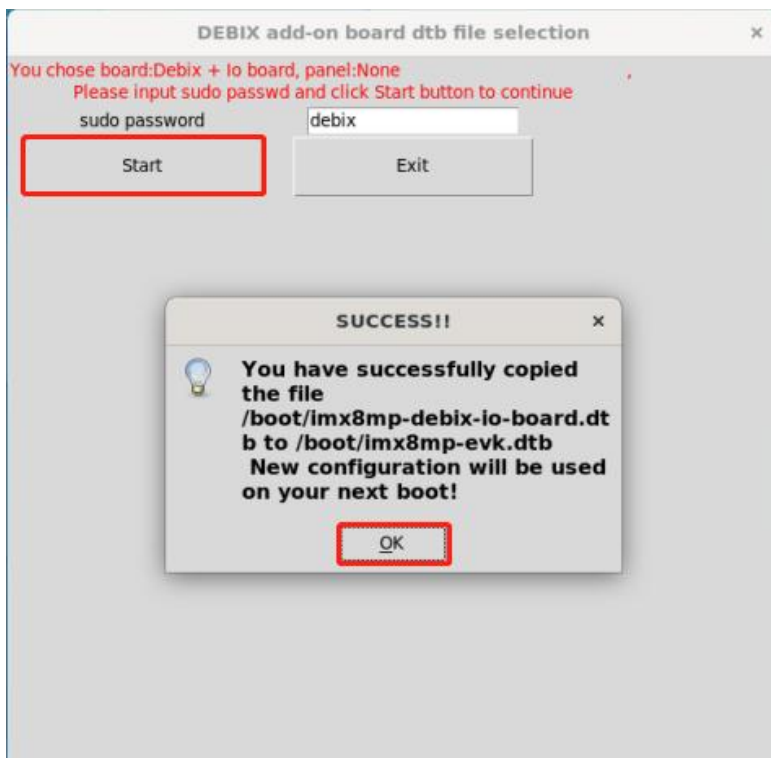 DEBIX add-on board dtb file selection ×
You chose board:Debix + Io board, panel:None ,
Please input sudo passwd and click Start button to continue
sudo password debix
Start Exit
SUCCESS!! ×
You have successfully copied
the file
/boot/imx8mp-debix-io-board.dt
b to /boot/imx8mp-evk.dtb
New configuration will be used
on your next boot!
OK